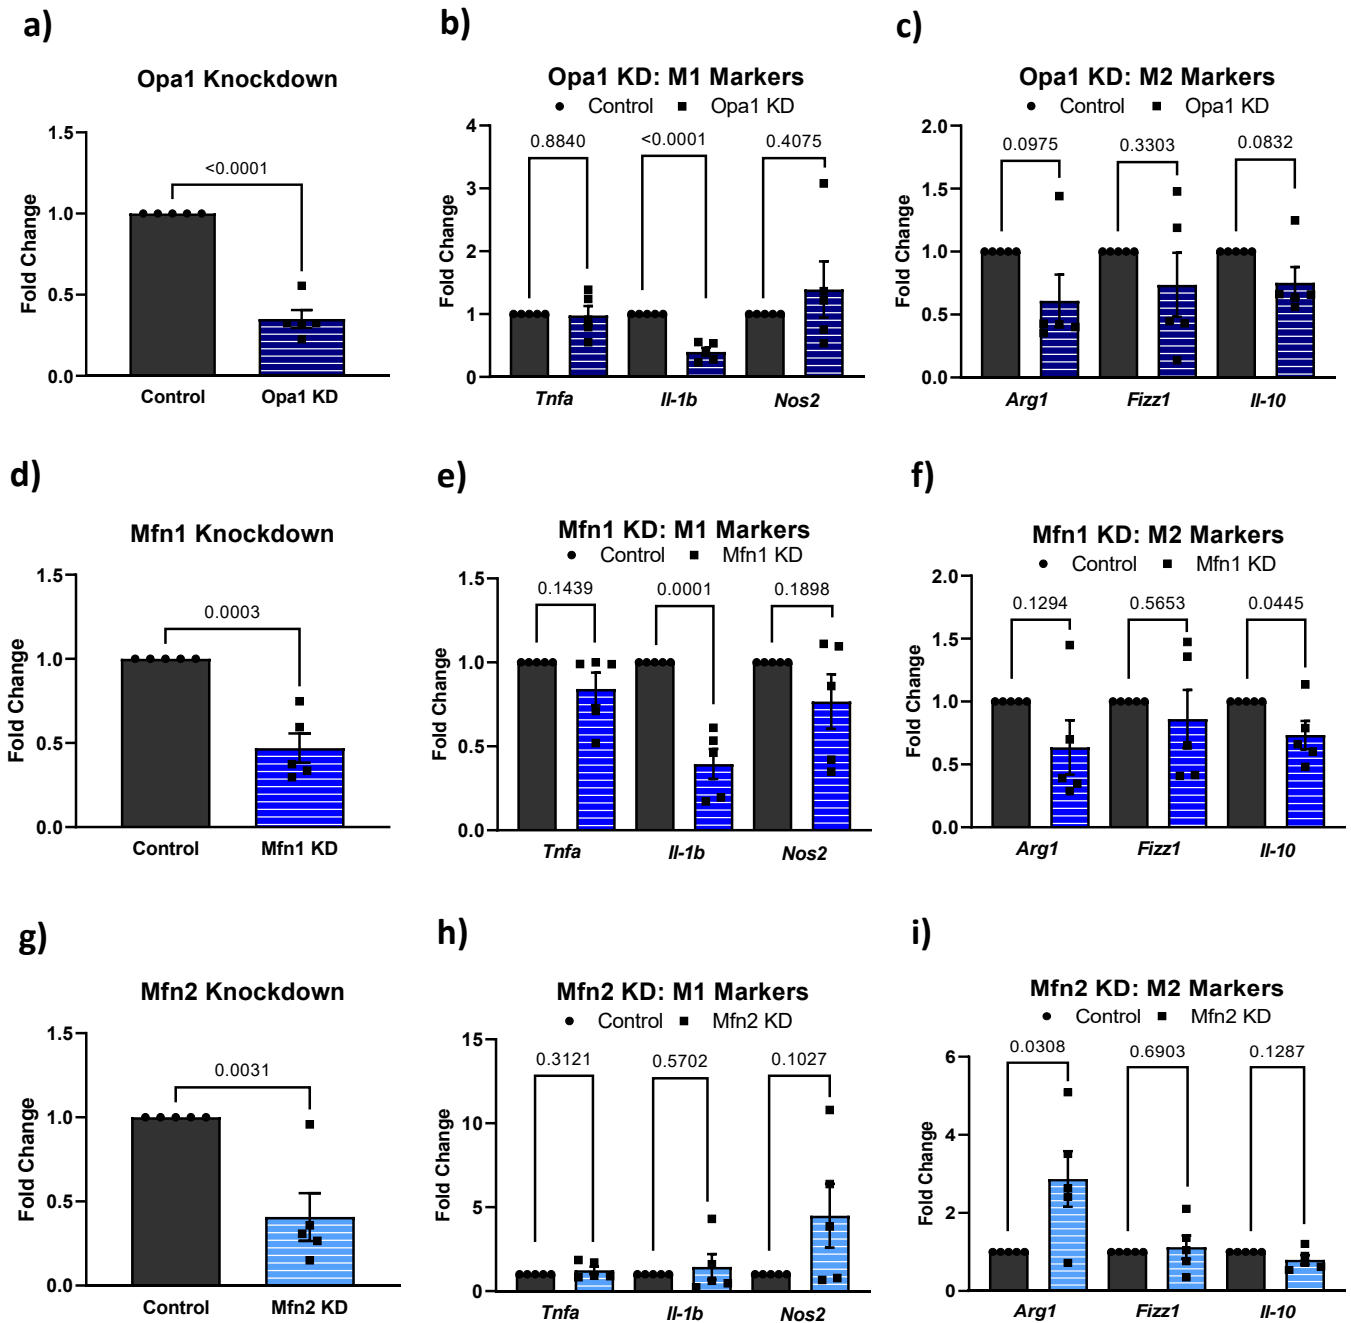 a)
Opa1 Knockdown
Fold Change
1.5
1.0
0.5
0.0
<0.0001
Control Opa1 KD
b)
Opa1 KD: M1 Markers
● Control ■ Opa1 KD
Fold Change
4
3
2
1
0
0.8840 <0.0001 0.4075
Tnfa Il-1b Nos2
c)
Opa1 KD: M2 Markers
● Control ■ Opa1 KD
Fold Change
2.0
1.5
1.0
0.5
0.0
0.0975 0.3303 0.0832
Arg1 Fizz1 Il-10
d)
Mfn1 Knockdown
Fold Change
1.5
1.0
0.5
0.0
0.0003
Control Mfn1 KD
e)
Mfn1 KD: M1 Markers
● Control ■ Mfn1 KD
Fold Change
1.5
1.0
0.5
0.0
0.1439 0.0001 0.1898
Tnfa Il-1b Nos2
f)
Mfn1 KD: M2 Markers
● Control ■ Mfn1 KD
Fold Change
2.0
1.5
1.0
0.5
0.0
0.1294 0.5653 0.0445
Arg1 Fizz1 Il-10
g)
Mfn2 Knockdown
Fold Change
1.5
1.0
0.5
0.0
0.0031
Control Mfn2 KD
h)
Mfn2 KD: M1 Markers
● Control ■ Mfn2 KD
Fold Change
15
10
5
0
0.3121 0.5702 0.1027
Tnfa Il-1b Nos2
i)
Mfn2 KD: M2 Markers
● Control ■ Mfn2 KD
Fold Change
6
4
2
0
0.0308 0.6903 0.1287
Arg1 Fizz1 Il-10